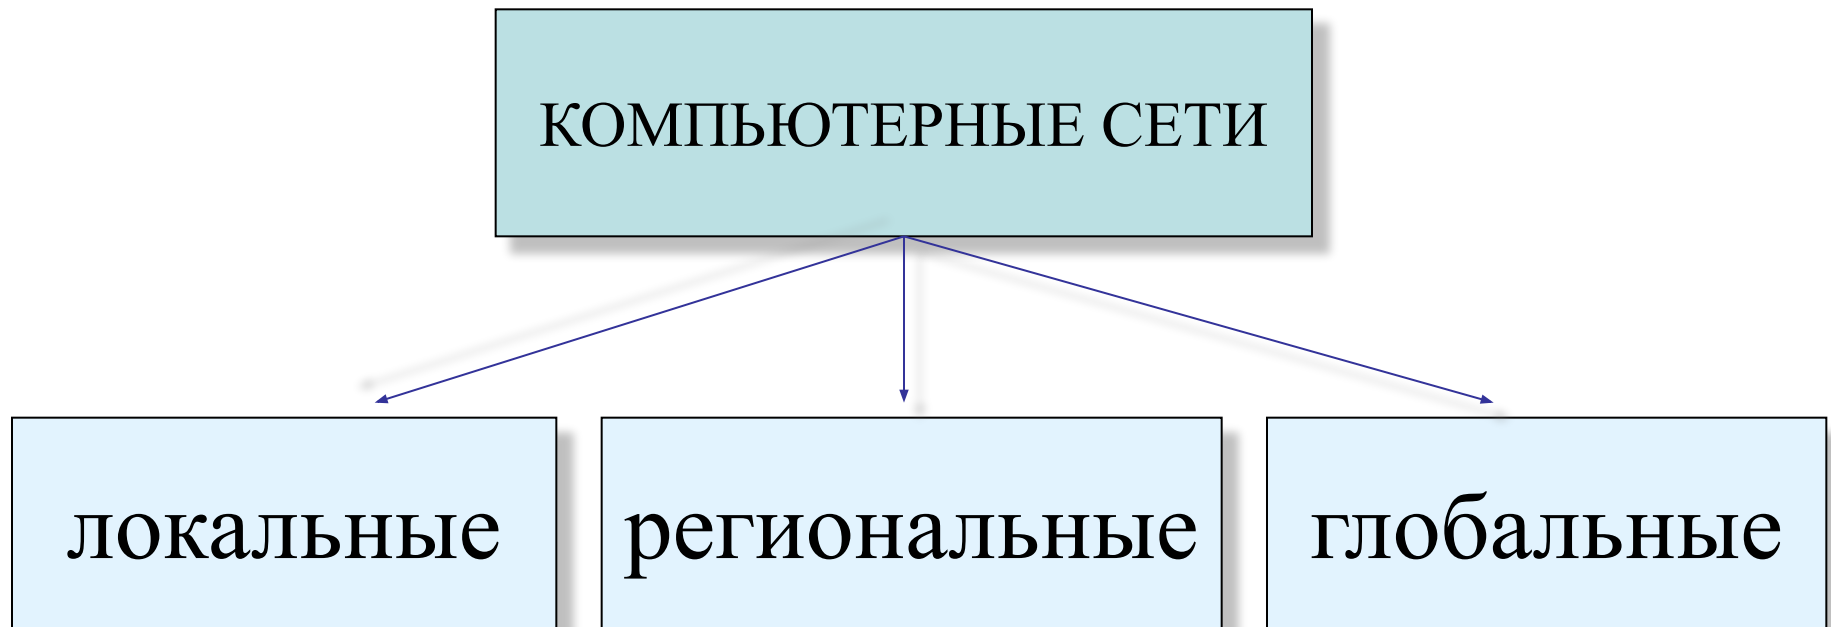 КОМПЬЮТЕРНЫЕ СЕТИ
локальные
региональные
глобальные